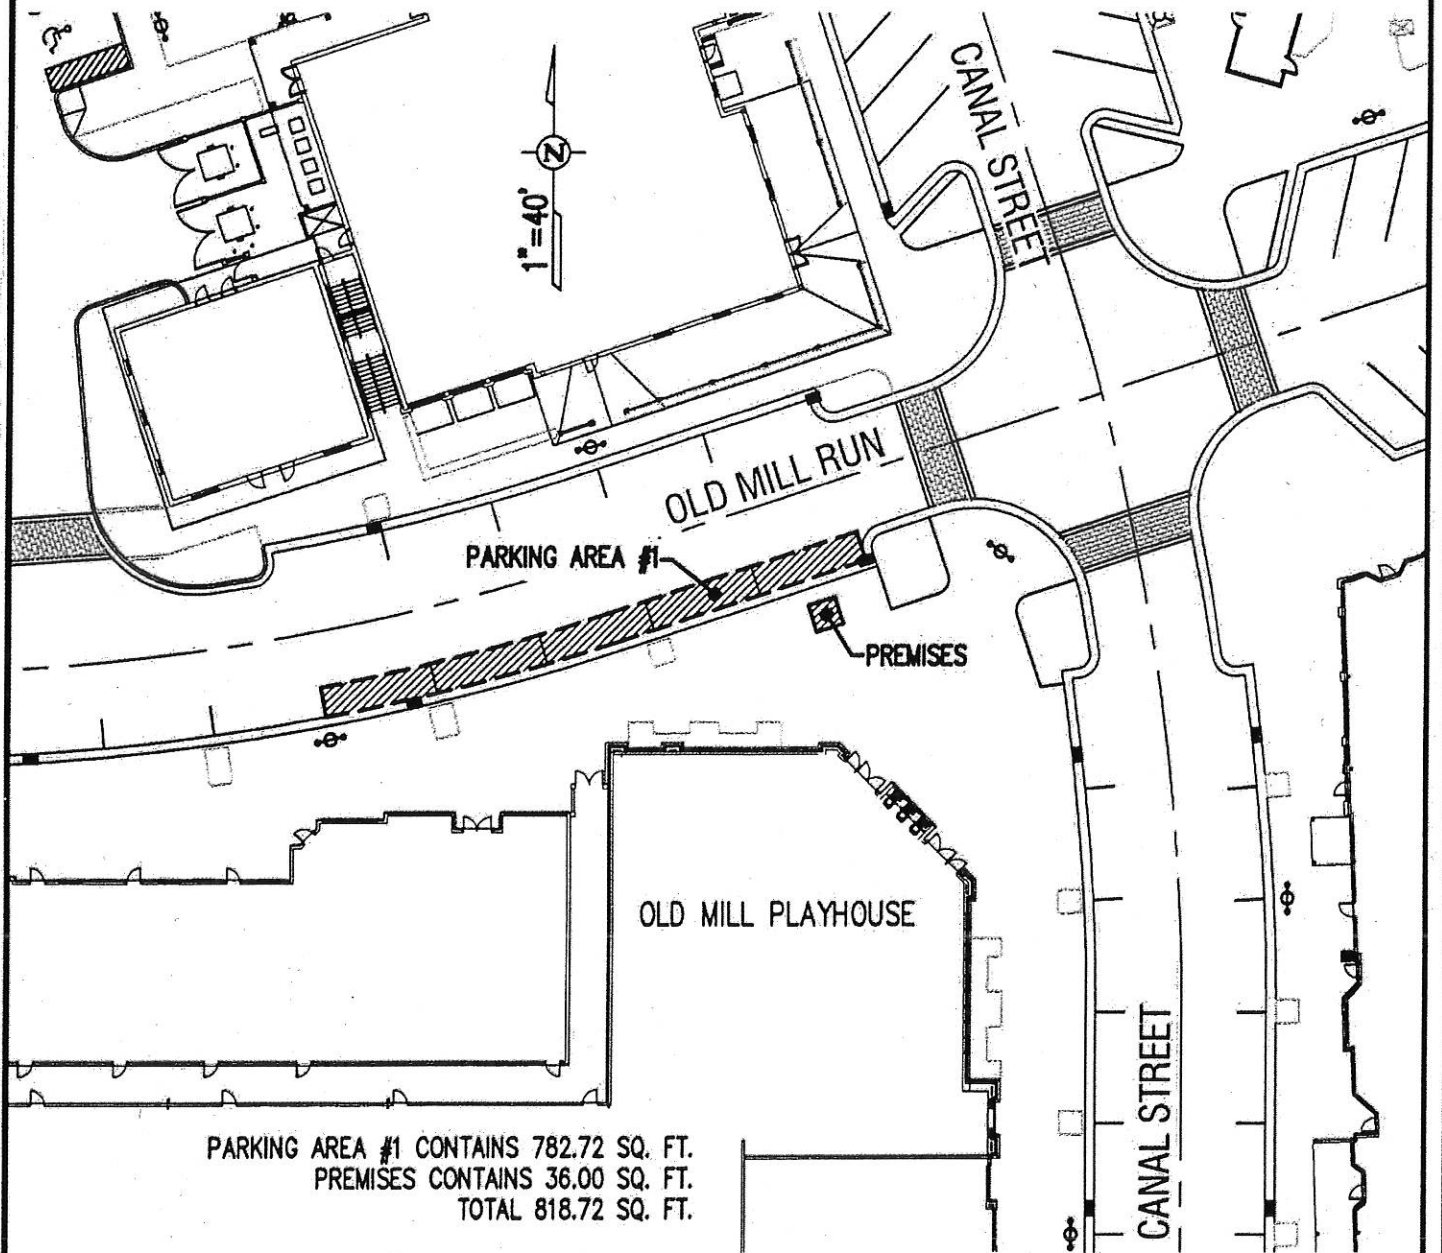 CANAL STREET
N
1"=40'
OLD MILL RUN
PARKING AREA #1
PREMISES
OLD MILL PLAYHOUSE
CANAL STREET
PARKING AREA #1 CONTAINS 782.72 SQ. FT.
PREMISES CONTAINS 36.00 SQ. FT.
TOTAL 818.72 SQ. FT.